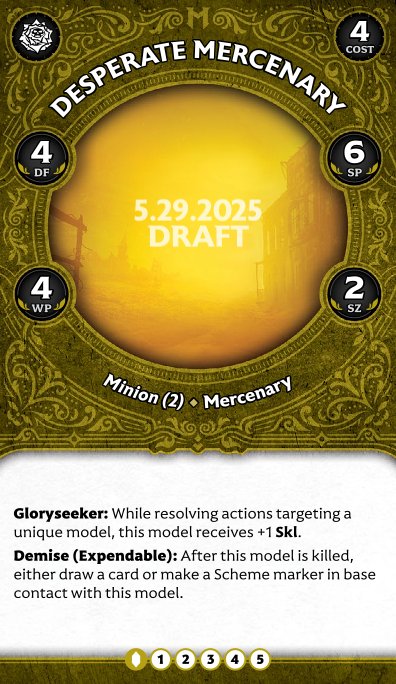 4
COST
DESPERATE MERCENARY
4
DF
6
SP
5.29.2025
DRAFT
4
WP
2
SZ
Minion (2) ⬥ Mercenary
Gloryseeker: While resolving actions targeting a
unique model, this model receives +1 Skl.
Demise (Expendable): After this model is killed,
either draw a card or make a Scheme marker in base
contact with this model.
1 2 3 4 5